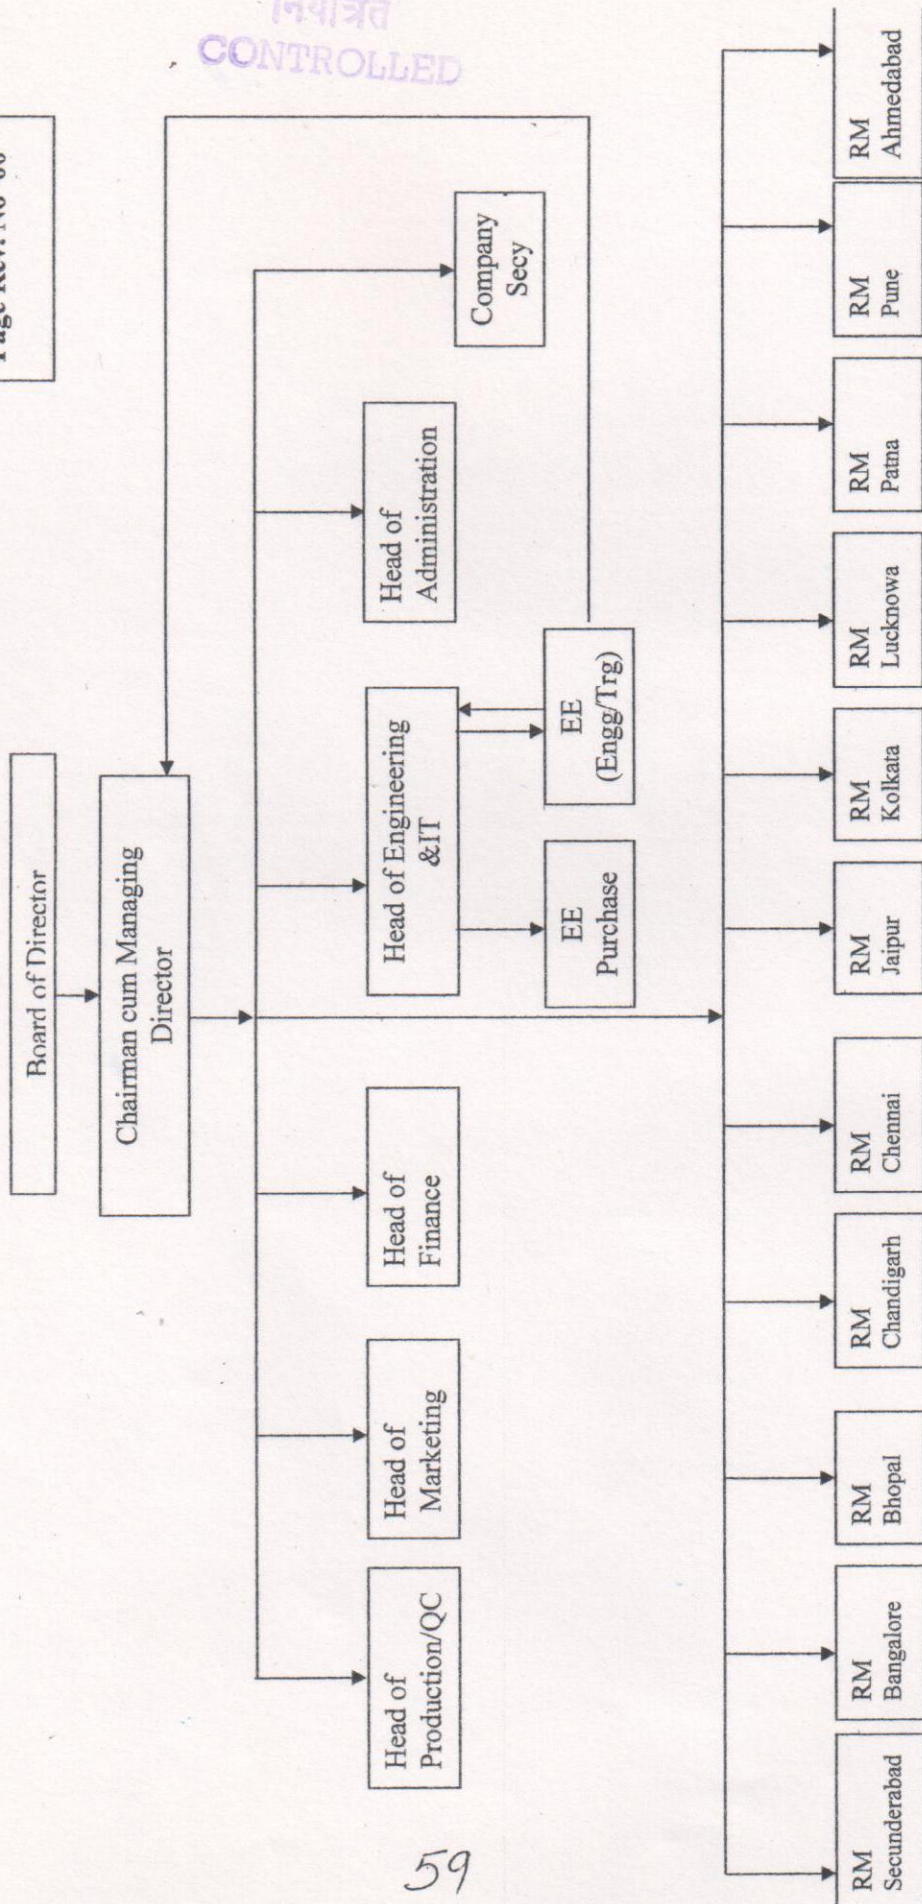 नियंत्रित
CONTROLLED
Page Rev. No 00
Board of Director
Chairman cum Managing
Director
Head of
Production/QC
Head of
Marketing
Head of
Finance
Head of Engineering
&IT
Head of
Administration
Company
Secy
EE
Purchase
EE
(Engg/Trg)
RM
Secunderabad
RM
Bangalore
RM
Bhopal
RM
Chandigarh
RM
Chennai
RM
Jaipur
RM
Kolkata
RM
Lucknowa
RM
Patna
RM
Pune
RM
Ahmedabad
59